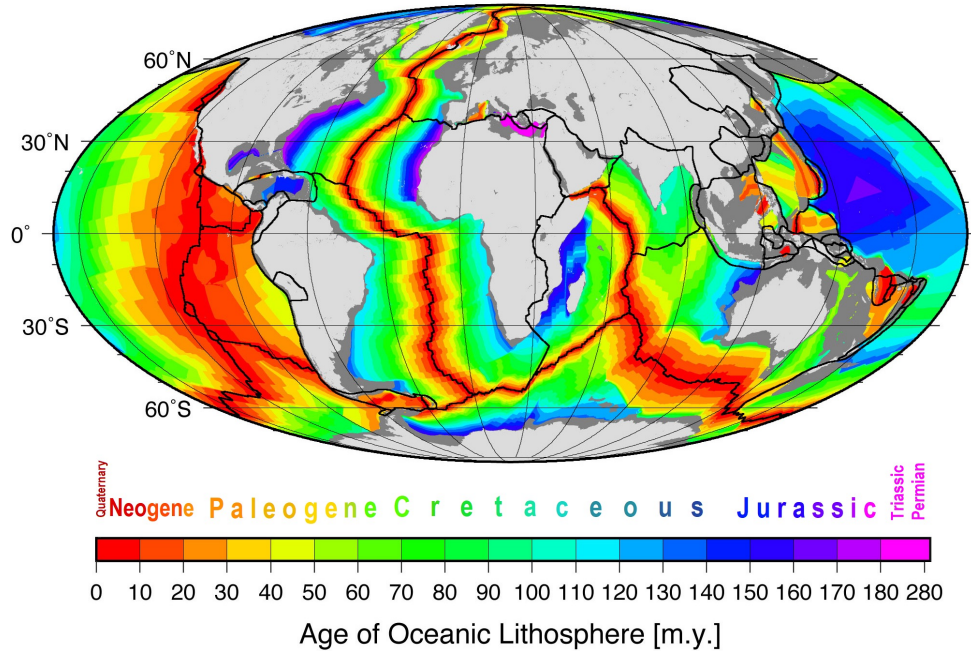 60°N
30°N
0°
30°S
60°S
Quaternary Neogene Paleogene Cretaceous Jurassic Triassic Permian
0 10 20 30 40 50 60 70 80 90 100 110 120 130 140 150 160 170 180 280
Age of Oceanic Lithosphere [m.y.]